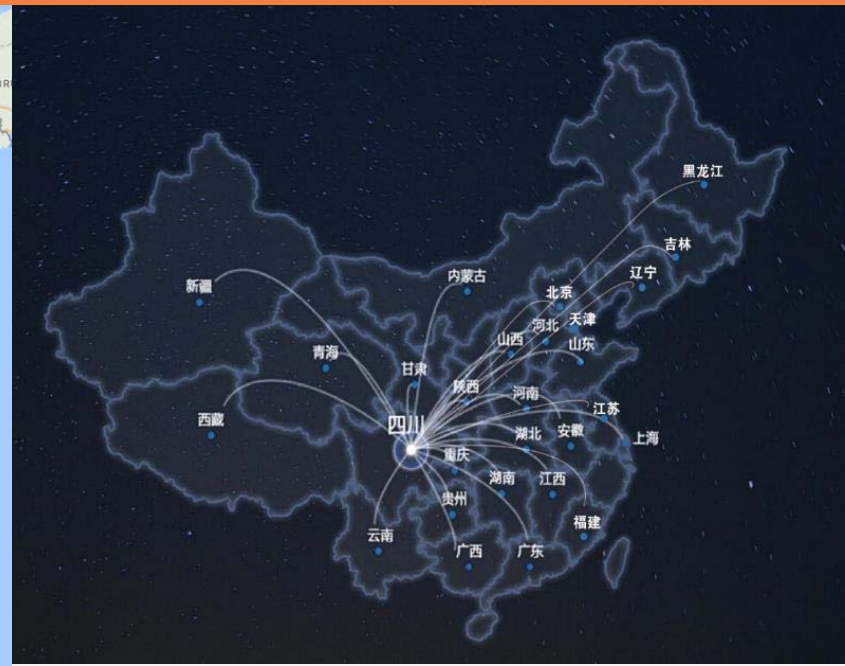 黑龙江
吉林
辽宁
内蒙古
新疆
北京
天津
河北
山西
山东
青海
甘肃
陕西
河南
江苏
西藏
四川
湖北
安徽
上海
重庆
湖南
江西
贵州
福建
云南
广西
广东